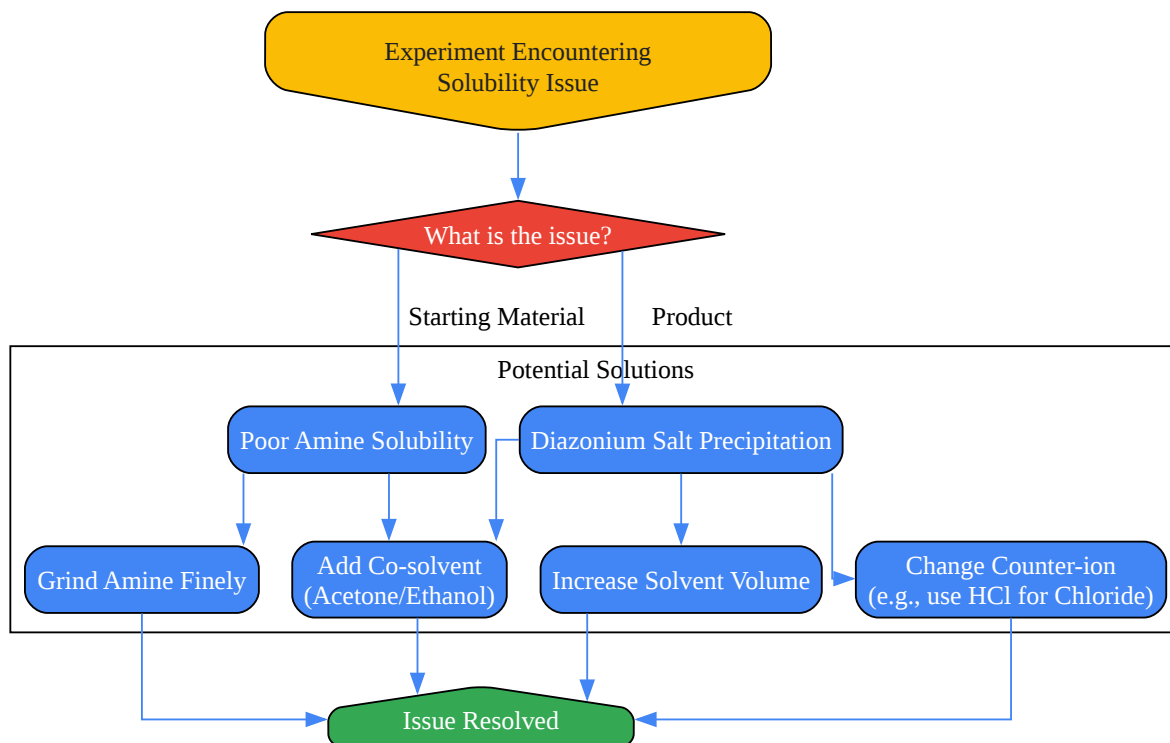 Experiment Encountering
Solubility Issue
What is the issue?
Starting Material
Product
Potential Solutions
Poor Amine Solubility
Diazonium Salt Precipitation
Grind Amine Finely
Add Co-solvent
(Acetone/Ethanol)
Increase Solvent Volume
Change Counter-ion
(e.g., use HCl for Chloride)
Issue Resolved